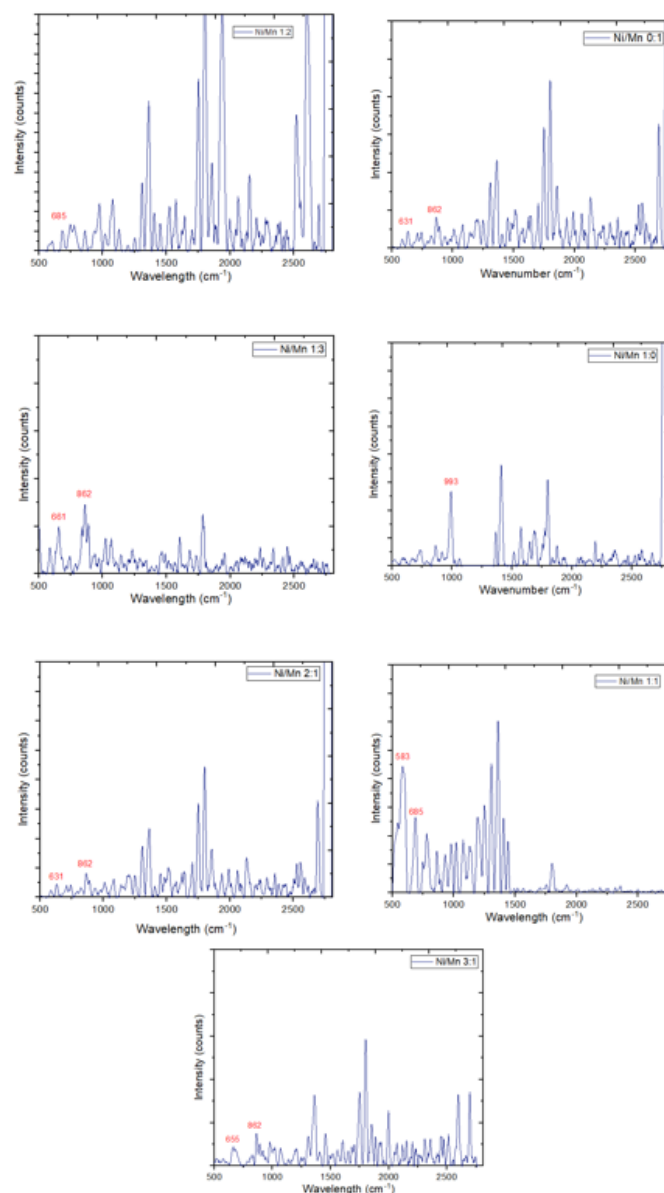 Ni/Mn 1:2
Intensity (counts)
685
500 1000 1500 2000 2500
Wavelength (cm⁻¹)
Ni/Mn 0:1
Intensity (counts)
631 862
500 1000 1500 2000 2500
Wavenumber (cm⁻¹)
Ni/Mn 1:3
Intensity (counts)
661 862
500 1000 1500 2000 2500
Wavelength (cm⁻¹)
Ni/Mn 1:0
Intensity (counts)
993
500 1000 1500 2000 2500
Wavenumber (cm⁻¹)
Ni/Mn 2:1
Intensity (counts)
631 862
500 1000 1500 2000 2500
Wavelength (cm⁻¹)
Ni/Mn 1:1
Intensity (counts)
583
685
500 1000 1500 2000 2500
Wavelength (cm⁻¹)
Ni/Mn 3:1
Intensity (counts)
655 862
500 1000 1500 2000 2500
Wavelength (cm⁻¹)